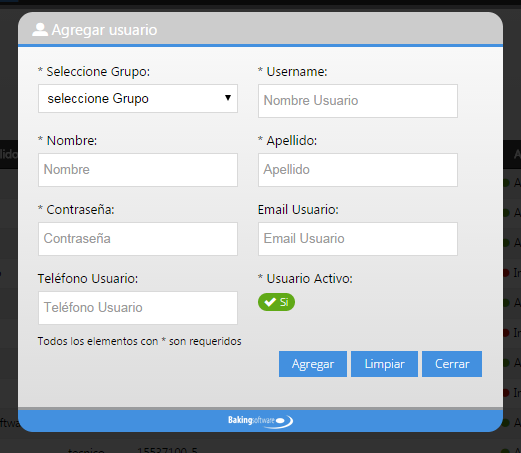 Agregar usuario
* Seleccione Grupo: * Username:
seleccione Grupo Nombre Usuario
* Nombre: * Apellido:
Nombre Apellido
* Contraseña: Email Usuario:
Contraseña Email Usuario
Teléfono Usuario: * Usuario Activo:
Teléfono Usuario Si
Todos los elementos con * son requeridos
Agregar Limpiar Cerrar
Bakingsoftware